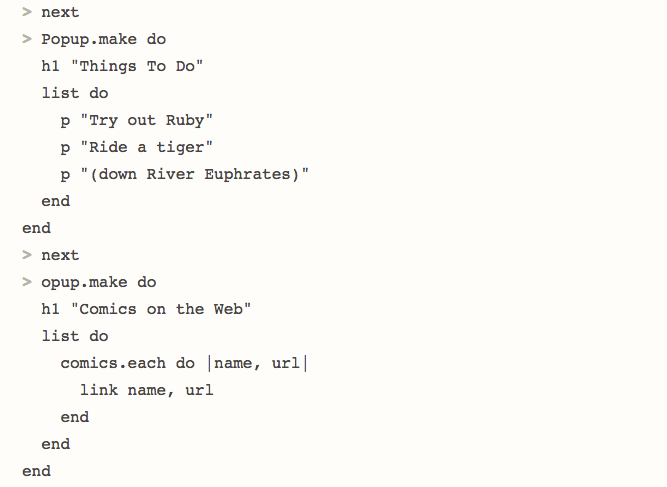 > next
> Popup.make do
  h1 "Things To Do"
  list do
    p "Try out Ruby"
    p "Ride a tiger"
    p "(down River Euphrates)"
  end
end
> next
> opup.make do
  h1 "Comics on the Web"
  list do
    comics.each do |name, url|
      link name, url
    end
  end
end